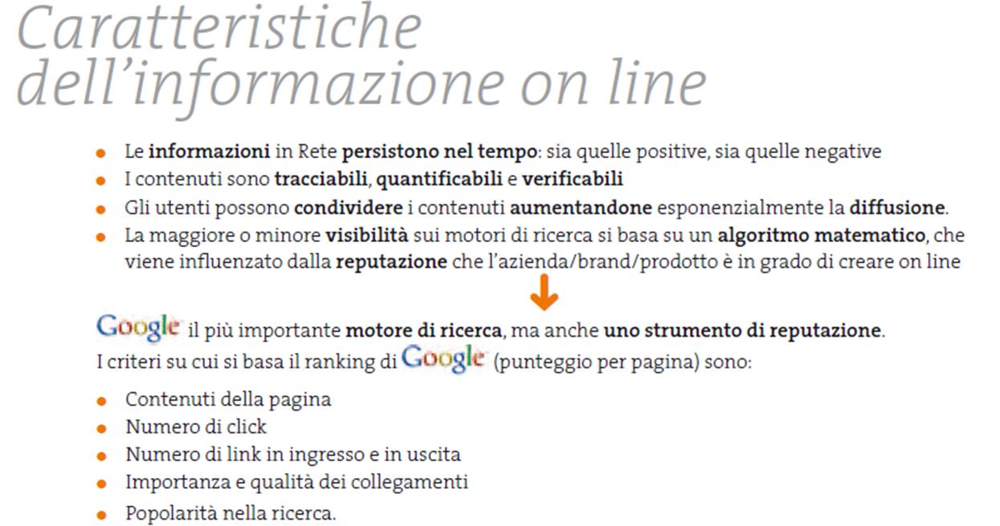 Caratteristiche
dell’informazione on line
● Le informazioni in Rete persistono nel tempo: sia quelle positive, sia quelle negative
● I contenuti sono tracciabili, quantificabili e verificabili
● Gli utenti possono condividere i contenuti aumentandone esponenzialmente la diffusione.
● La maggiore o minore visibilità sui motori di ricerca si basa su un algoritmo matematico, che
viene influenzato dalla reputazione che l’azienda/brand/prodotto è in grado di creare on line
Google il più importante motore di ricerca, ma anche uno strumento di reputazione.
I criteri su cui si basa il ranking di Google (punteggio per pagina) sono:
● Contenuti della pagina
● Numero di click
● Numero di link in ingresso e in uscita
● Importanza e qualità dei collegamenti
● Popolarità nella ricerca.